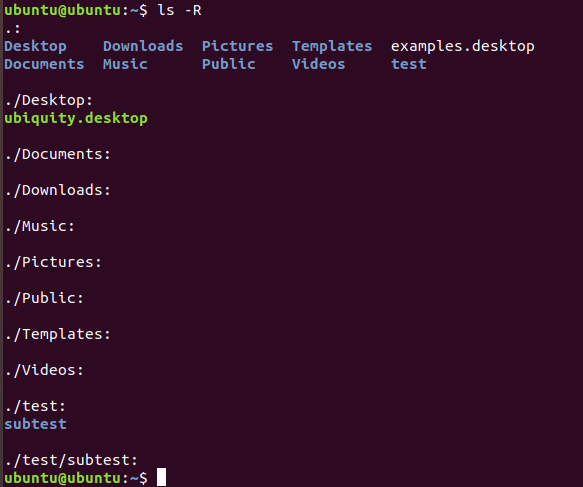 ubuntu@ubuntu:~$ ls -R
.:
Desktop    Downloads  Pictures  Templates  examples.desktop
Documents  Music      Public    Videos     test

./Desktop:
ubiquity.desktop

./Documents:

./Downloads:

./Music:

./Pictures:

./Public:

./Templates:

./Videos:

./test:
subtest

./test/subtest:
ubuntu@ubuntu:~$